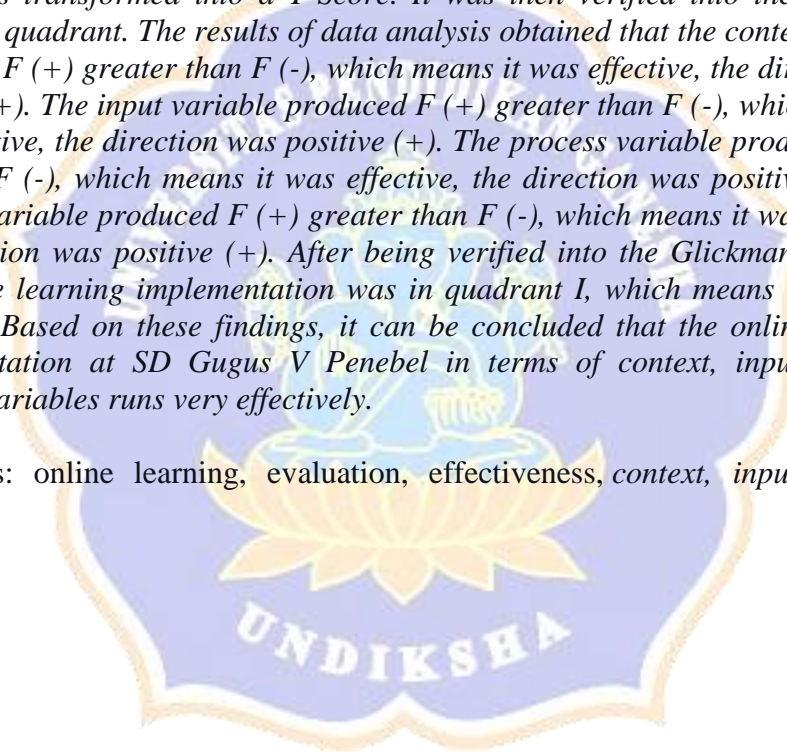 s transformed into a T-Score. It was then verified into the
quadrant. The results of data analysis obtained that the conte
F (+) greater than F (-), which means it was effective, the dir
+). The input variable produced F (+) greater than F (-), whic
tive, the direction was positive (+). The process variable prod
F (-), which means it was effective, the direction was positiv
ariable produced F (+) greater than F (-), which means it wa
ion was positive (+). After being verified into the Glickman
e learning implementation was in quadrant I, which means
Based on these findings, it can be concluded that the onlin
tation at SD Gugus V Penebel in terms of context, inpu
ariables runs very effectively.
s: online learning, evaluation, effectiveness, context, inpu
UNIVERSITAS PENDIDIKAN GANESHA
UNDIKSHA